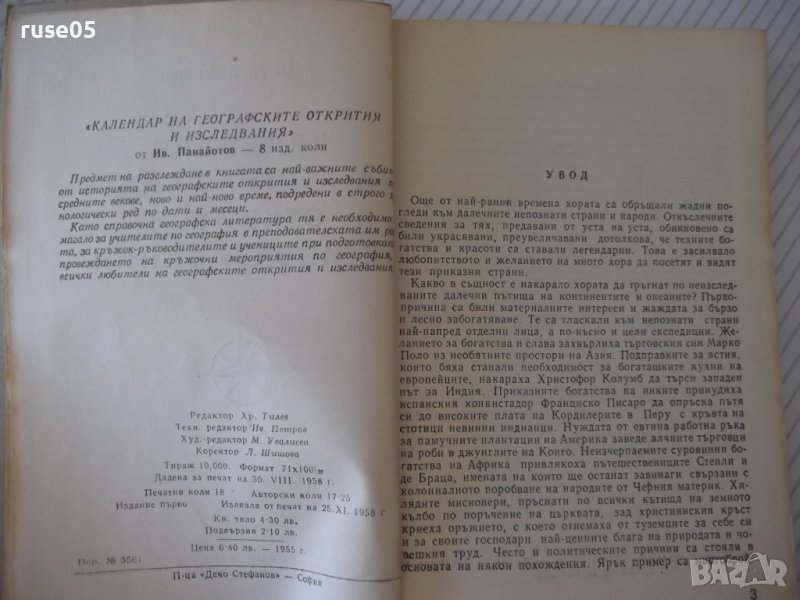 ruse05
«КАЛЕНДАР НА ГЕОГРАФСКИТЕ ОТКРИТИЯ
И ИЗСЛЕДВАНИЯ»
от Ив. Панайотов — 8 изд. коли
Предмет на разглеждане в книгата са най-важните събит
от историята на географските открития и изследвания п
средните векове, ново и най-ново време, подредени в строго х
нологически ред по дати и месеци.
Като справочна географска литература тя е необходимо
магало за учителите по география в преподавателската им ра
та, за кръжок-ръководителите и учениците при подготовкат
провеждането на кръжочни мероприятия по география,
всички любители на географските открития и изследвания
Редактор Хр. Тилев
Техн. редактор Ив. Петров
Худ.-редактор М. Увалиева
Коректор Л. Шишова
Тираж 10,000. Формат 71х100
Дадена за печат на 30. VIII. 1958 г.
Печатни коли 18 Авторски коли 17·25
Издание първо Излязла от печат на 25. XI. 1958 г
Кн. тяло 4·30 лв.
Подвързия 2·10 лв.
Цена 6·40 лв. — 1955 г.
Пор. № 3561
П-ца «Дечо Стефанов» — София
УВОД
Още от най-ранни времена хората са обръщали жадни по-
гледи към далечните непознати страни и народи. Откъслечните
сведения за тях, предавани от уста на уста, обикновено са
били украсявани, преувеличавани дотолкова, че техните бо-
гатства и красоти са ставали легендарни. Това е засилвало
любопитството и желанието на много хора да посетят и видят
тези приказни страни.
Какво в същност е накарало хората да тръгнат по неизследе-
ваните далечни пътища на континентите и океаните? Първо-
причина са били материалните интереси и жаждата за бързо
и лесно забогатяване. Те са тласкали към непознати страни
най-напред отделни лица, а по-късно и цели експедиции. Же-
ланието за богатства и слава захвърлиха търговския син Марко
Поло из необятните простори на Азия. Подправките за ястия,
които бяха станали необходимост за богаташките кухни на
европейците, накараха Христофор Колумб да търси западен
път за Индия. Приказните богатства на никите принудиха
испанския конкистадор Франциско Писаро да опръска пътя
си до високите плата на Кордилерите в Перу с кръвта на
стотици невинни индианци. Нуждата от евтина работна ръка
за памучните плантации на Америка заведе алчните търговци
на роби в джунглите на Конго. Неизчерпаемите суровинни бо-
гатства на Африка привлякоха пътешествениците Стенли и
де Браца, имената на които ще останат завинаги свързани с
колониалното поробване на народите от Черния материк. Хи-
лядите мисионери, пръснати по всички кътища на земното
кълбо по поръчение на църквата, зад християнския кръст
криеха оръжието, с което отнемаха от туземците за себе си
и за своите господари най-ценните блага на природата и чо-
вешкия труд. Често и политическите причини са стояли в
основата на някои похождения. Ярък пример са
3
BAZAR